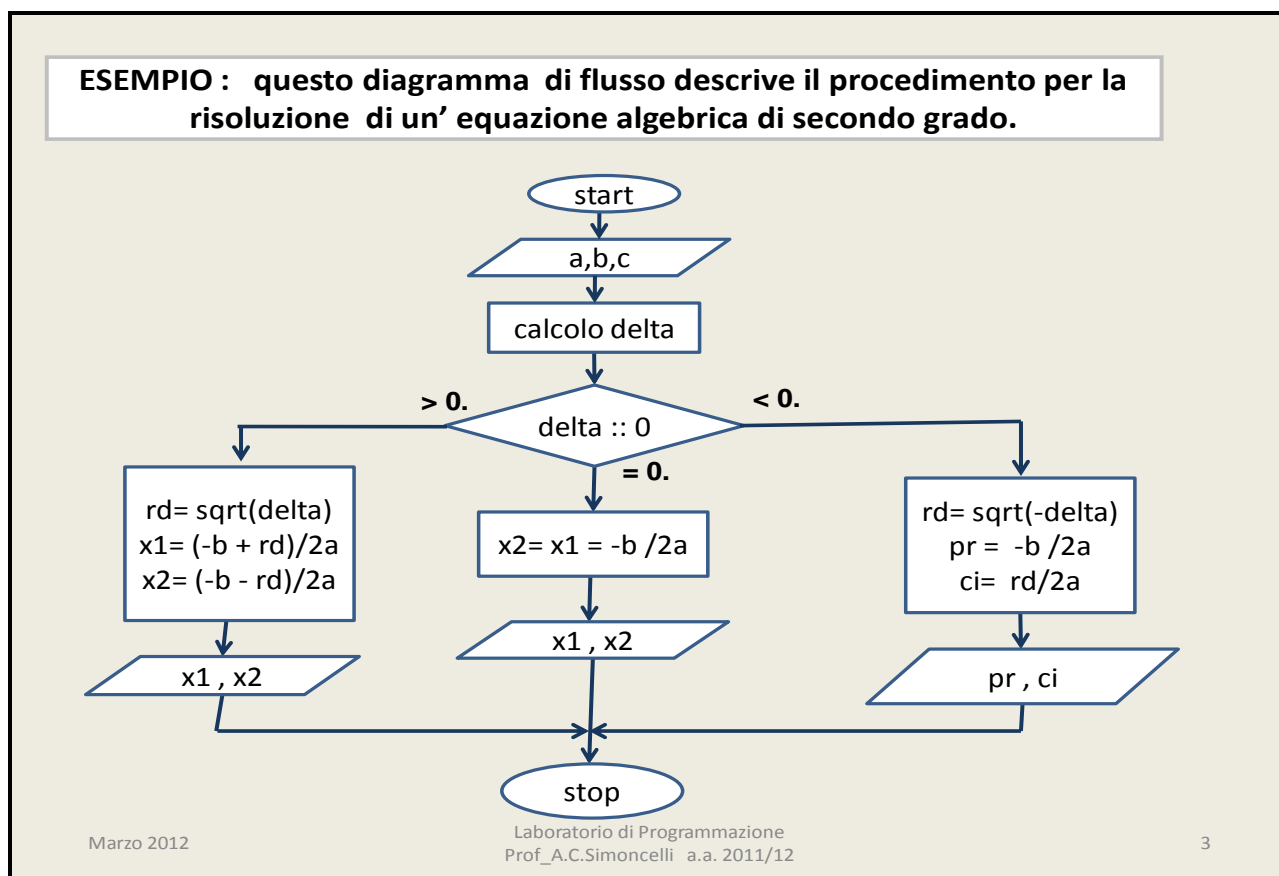 ESEMPIO :   questo diagramma  di flusso descrive il procedimento per la
risoluzione  di un’ equazione algebrica di secondo grado.
start
a,b,c
calcolo delta
> 0.
delta :: 0
< 0.
= 0.
rd= sqrt(delta)
x1= (-b + rd)/2a
x2= (-b - rd)/2a
x2= x1 = -b /2a
rd= sqrt(-delta)
pr =  -b /2a
ci=  rd/2a
x1 , x2
x1 , x2
pr , ci
stop
Marzo 2012
Laboratorio di Programmazione
Prof_A.C.Simoncelli   a.a. 2011/12
3